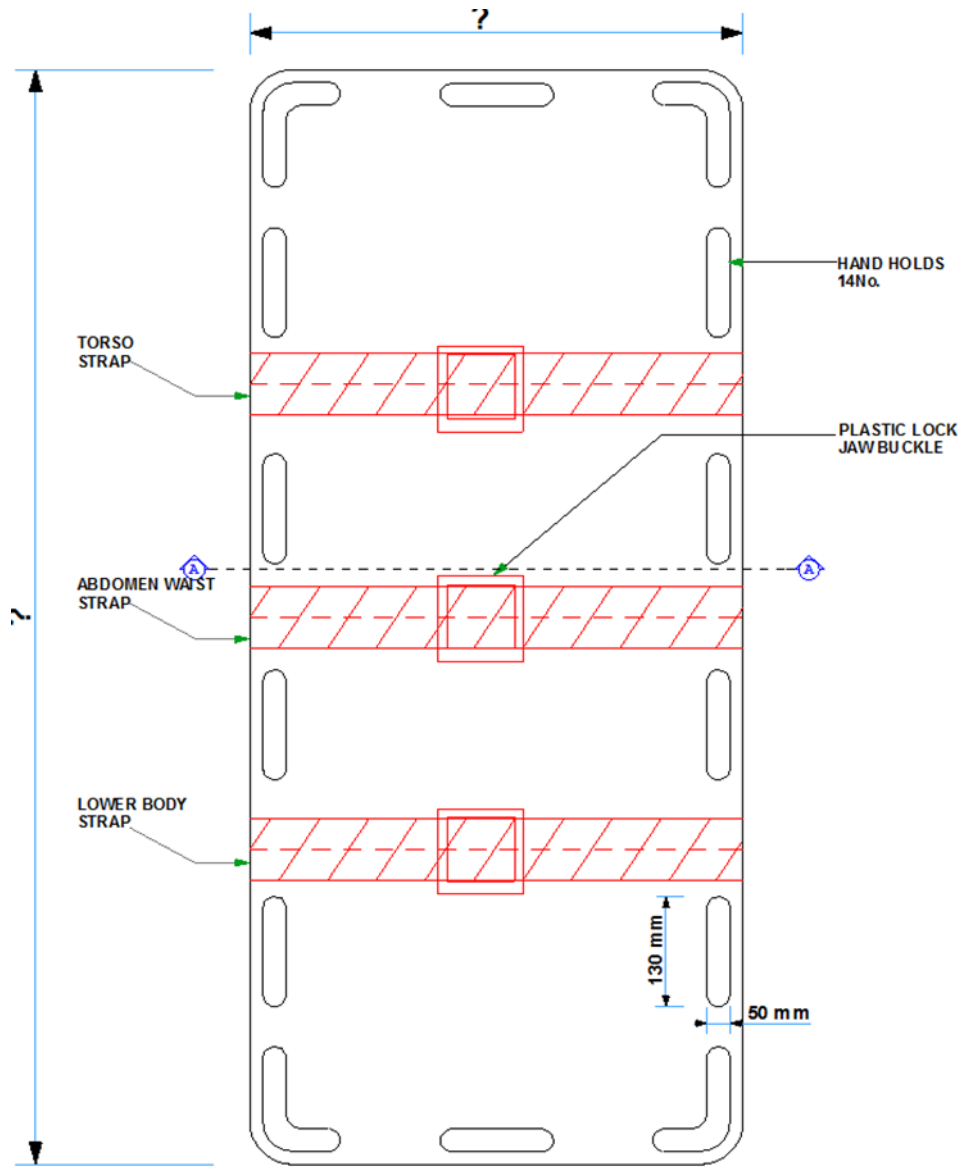 ?
HAND HOLDS
14No.
TORSO
STRAP
PLASTIC LOCK
JAW BUCKLE
A
A
ABDOMEN WAIST
STRAP
?
LOWER BODY
STRAP
130 mm
50 mm